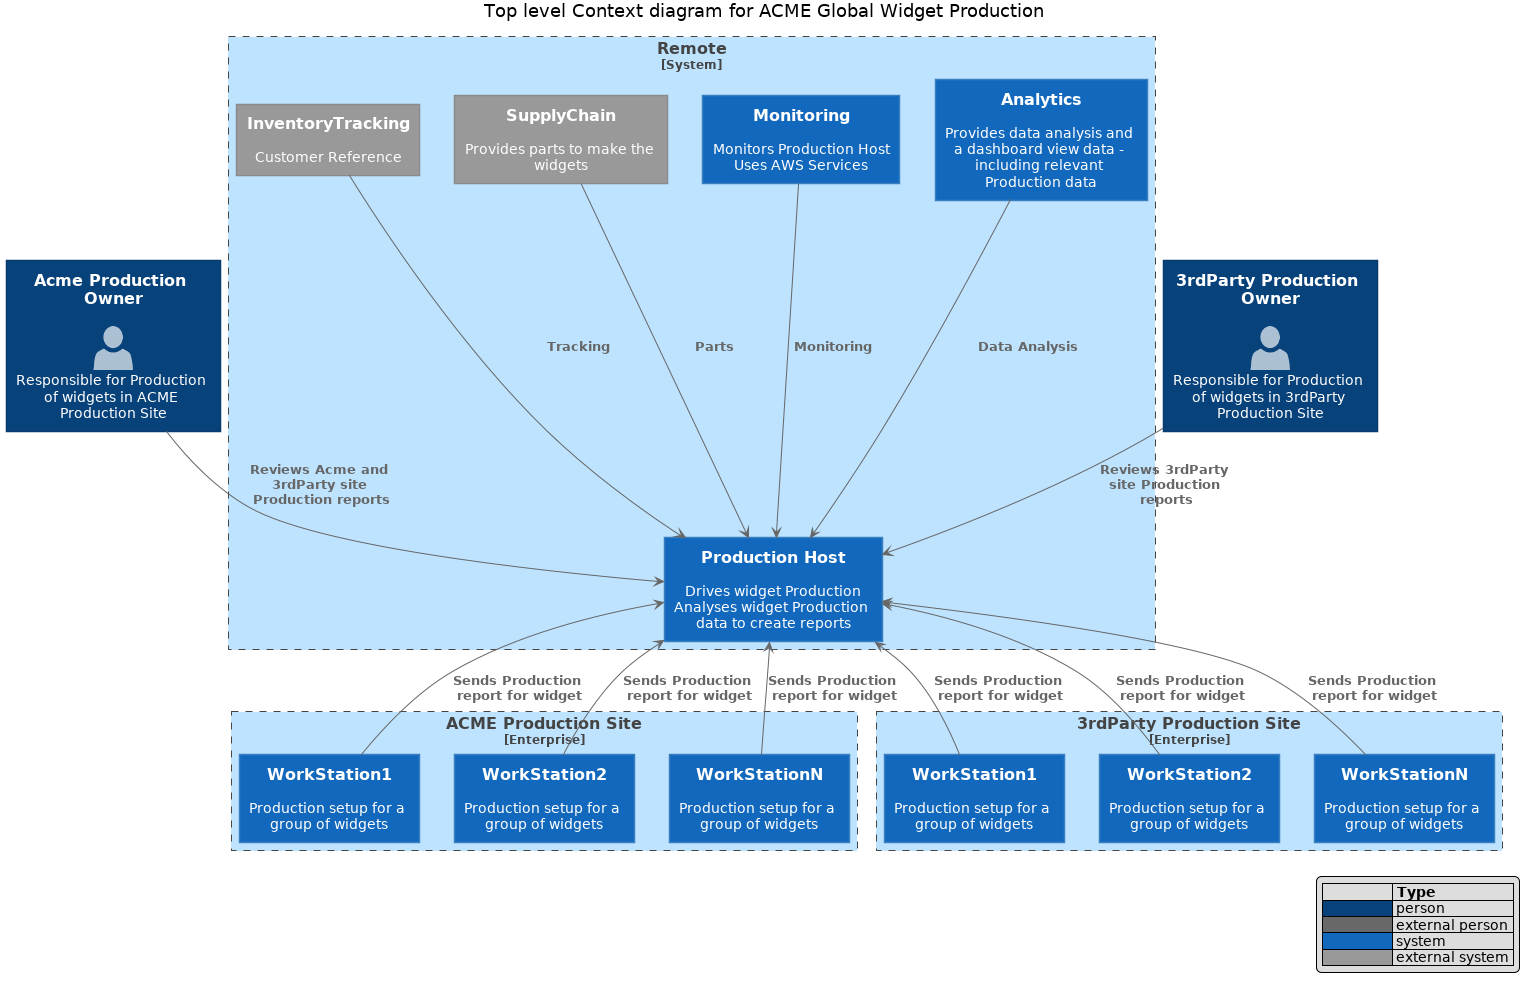 Top level Context diagram for ACME Global Widget Production
Remote
[System]
InventoryTracking
Customer Reference
SupplyChain
Provides parts to make the
widgets
Monitoring
Monitors Production Host
Uses AWS Services
Analytics
Provides data analysis and
a dashboard view data -
including relevant
Production data
Acme Production
Owner
Responsible for Production
of widgets in ACME
Production Site
3rdParty Production
Owner
Responsible for Production
of widgets in 3rdParty
Production Site
Tracking
Parts
Monitoring
Data Analysis
Reviews Acme and
3rdParty site
Production reports
Reviews 3rdParty
site Production
reports
Production Host
Drives widget Production
Analyses widget Production
data to create reports
Sends Production
report for widget
Sends Production
report for widget
Sends Production
report for widget
Sends Production
report for widget
Sends Production
report for widget
Sends Production
report for widget
ACME Production Site
[Enterprise]
WorkStation1
Production setup for a
group of widgets
WorkStation2
Production setup for a
group of widgets
WorkStationN
Production setup for a
group of widgets
3rdParty Production Site
[Enterprise]
WorkStation1
Production setup for a
group of widgets
WorkStation2
Production setup for a
group of widgets
WorkStationN
Production setup for a
group of widgets
Type
person
external person
system
external system